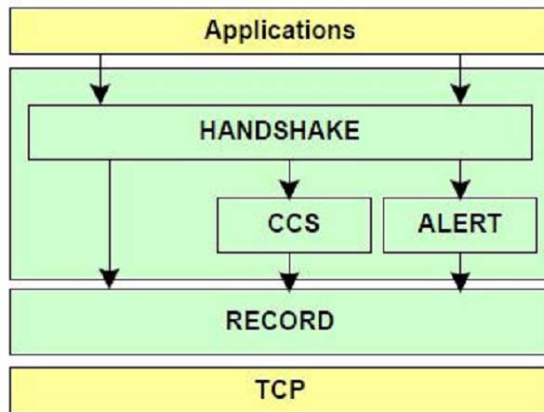 Applications
HANDSHAKE
CCS
ALERT
RECORD
TCP